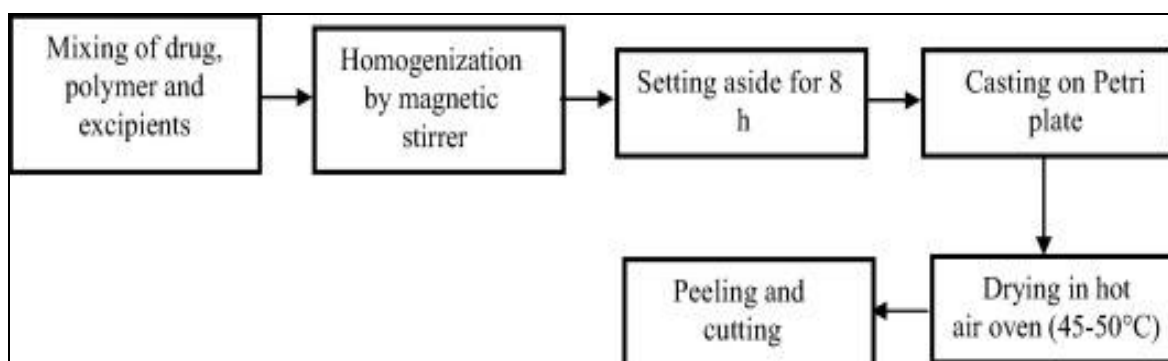 Mixing of drug,
polymer and
excipients
Homogenization
by magnetic
stirrer
Setting aside for 8
h
Casting on Petri
plate
Drying in hot
air oven (45-50°C)
Peeling and
cutting